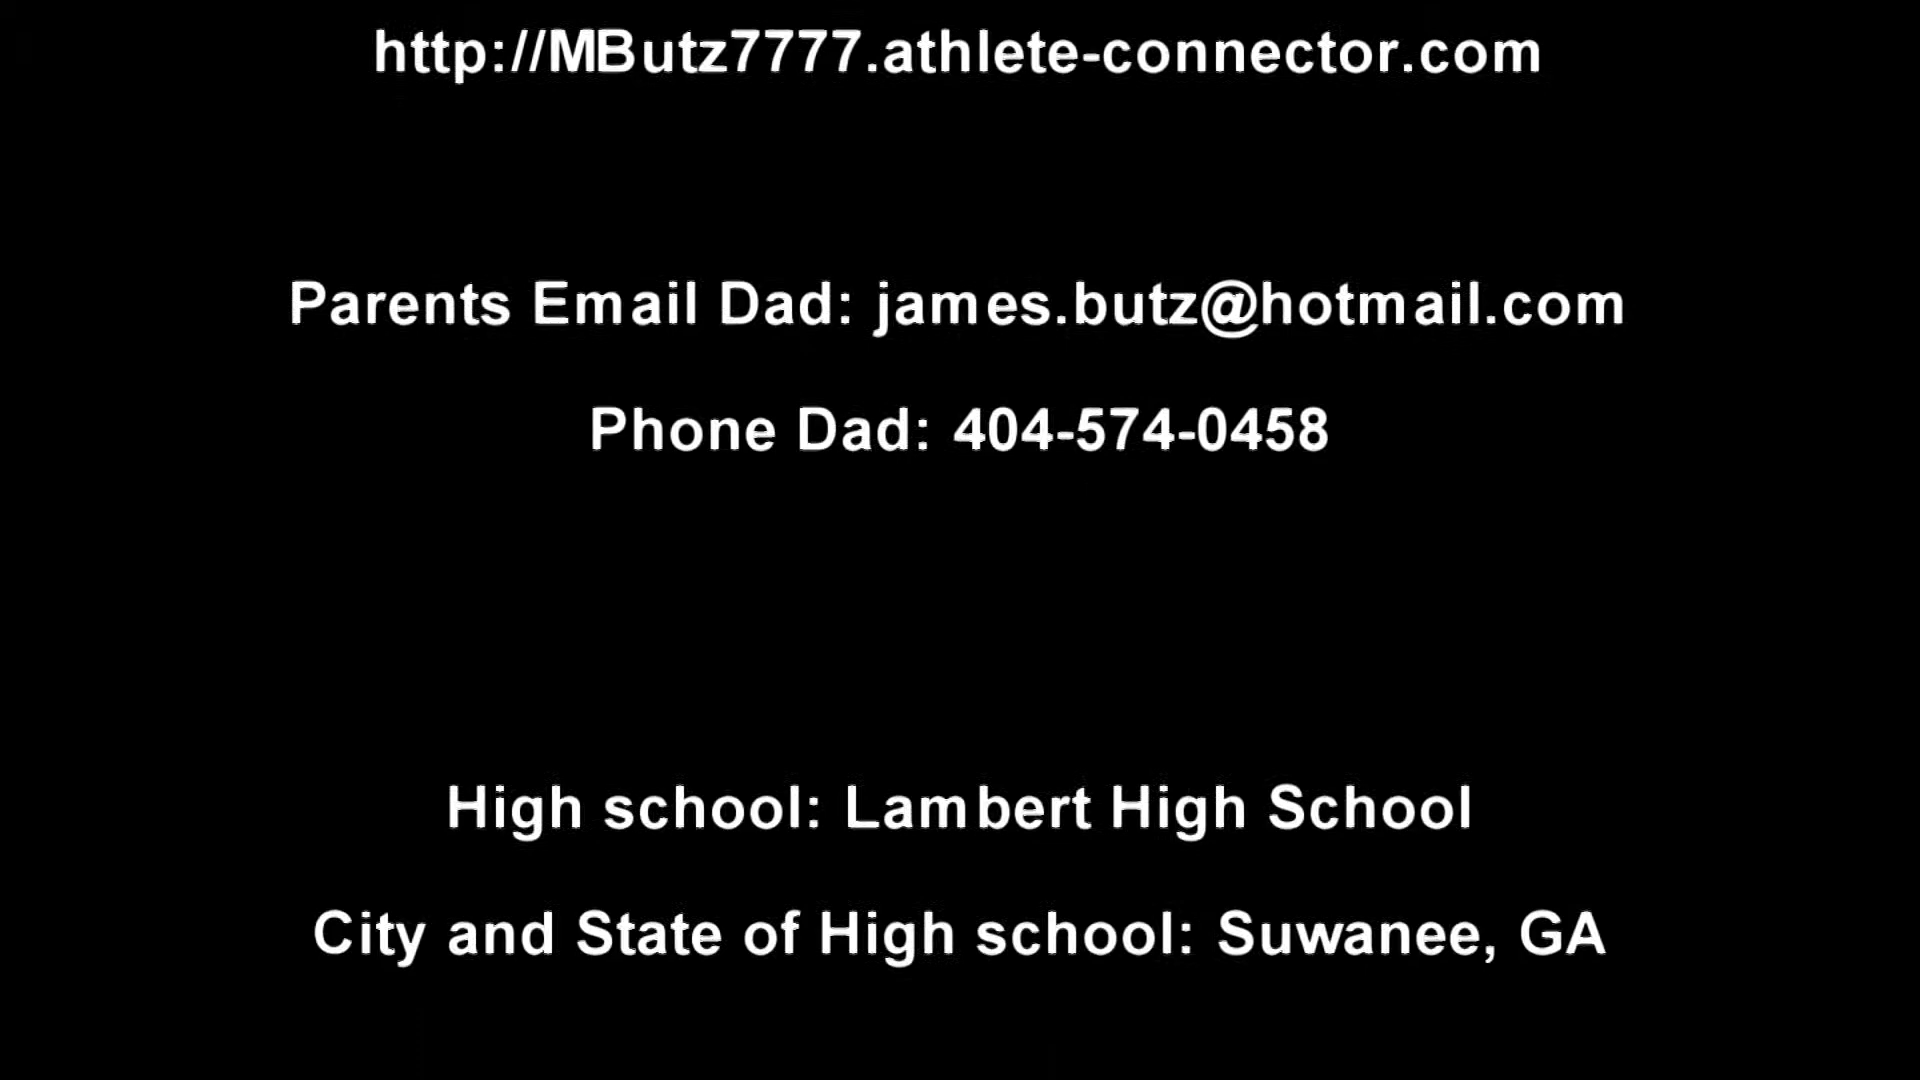 http://MButz7777.athlete-connector.com
Parents Email Dad: james.butz@hotmail.com
Phone Dad: 404-574-0458
High school: Lambert High School
City and State of High school: Suwanee, GA